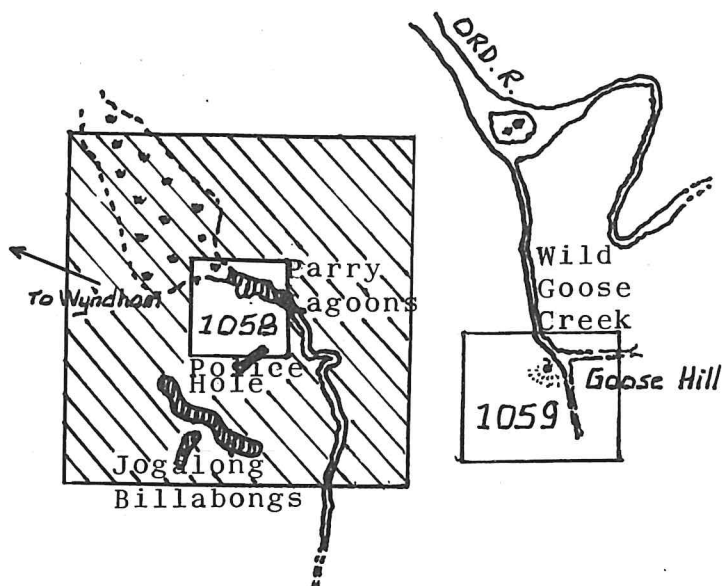 ORD. R.
To Wyndham
Parry
Lagoons
1058
Police
Hole
Jogalong
Billabongs
Wild
Goose
Creek
Goose Hill
1059